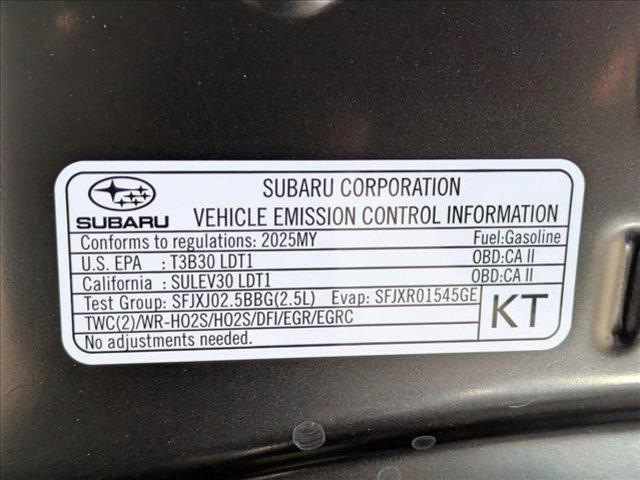 SUBARU CORPORATION
SUBARU
VEHICLE EMISSION CONTROL INFORMATION
Conforms to regulations: 2025MY Fuel:Gasoline
U.S. EPA : T3B30 LDT1 OBD:CA II
California : SULEV30 LDT1 OBD:CA II
Test Group: SFJXJ02.5BBG(2.5L) Evap: SFJXR01545GE
TWC(2)/WR-HO2S/HO2S/DFI/EGR/EGRC
KT
No adjustments needed.